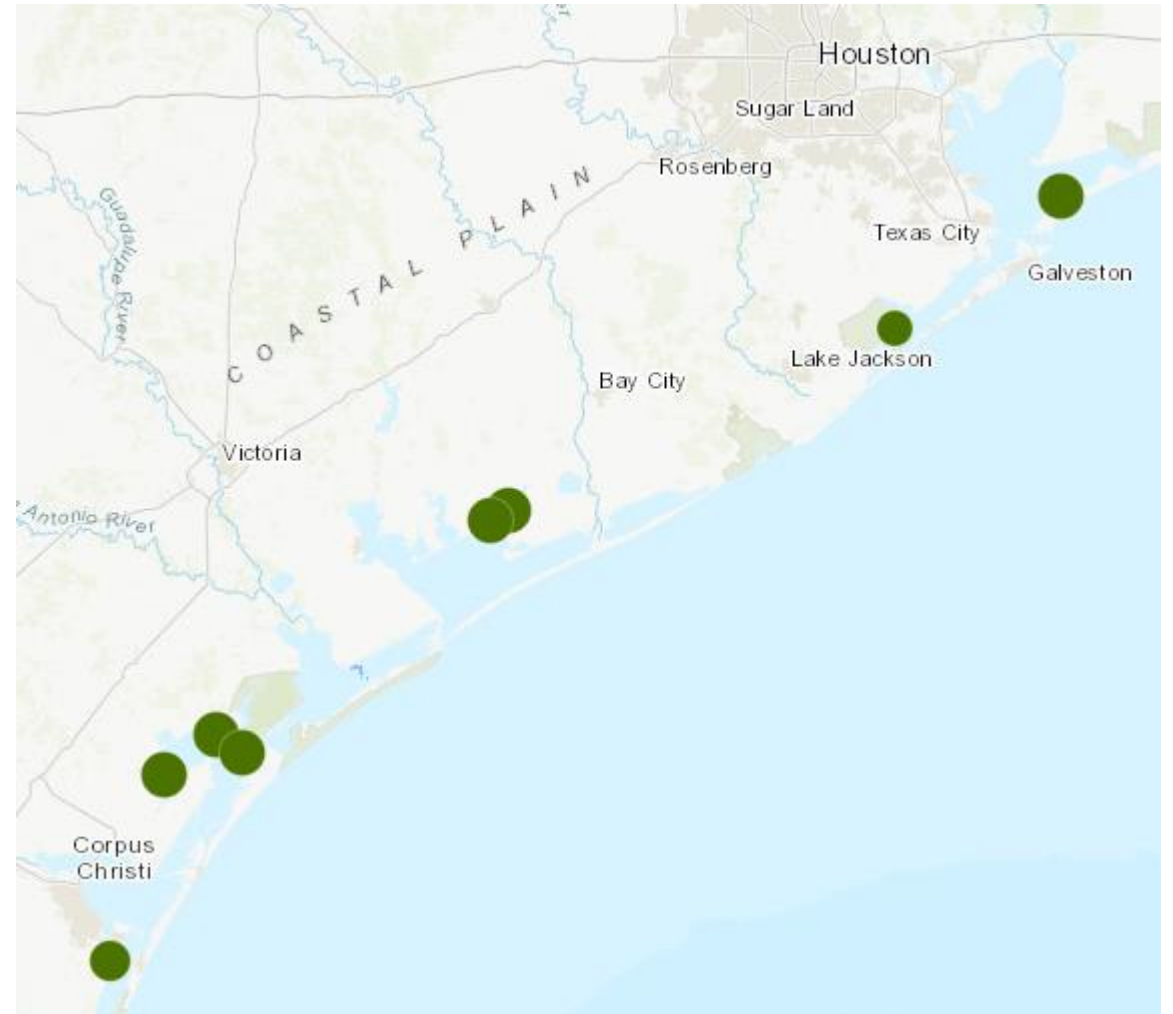 Houston
Sugar Land
Rosenberg
Guadalupe River
COASTAL PLAIN
Texas City
Galveston
Lake Jackson
Bay City
Victoria
Antonio River
Corpus
Christi